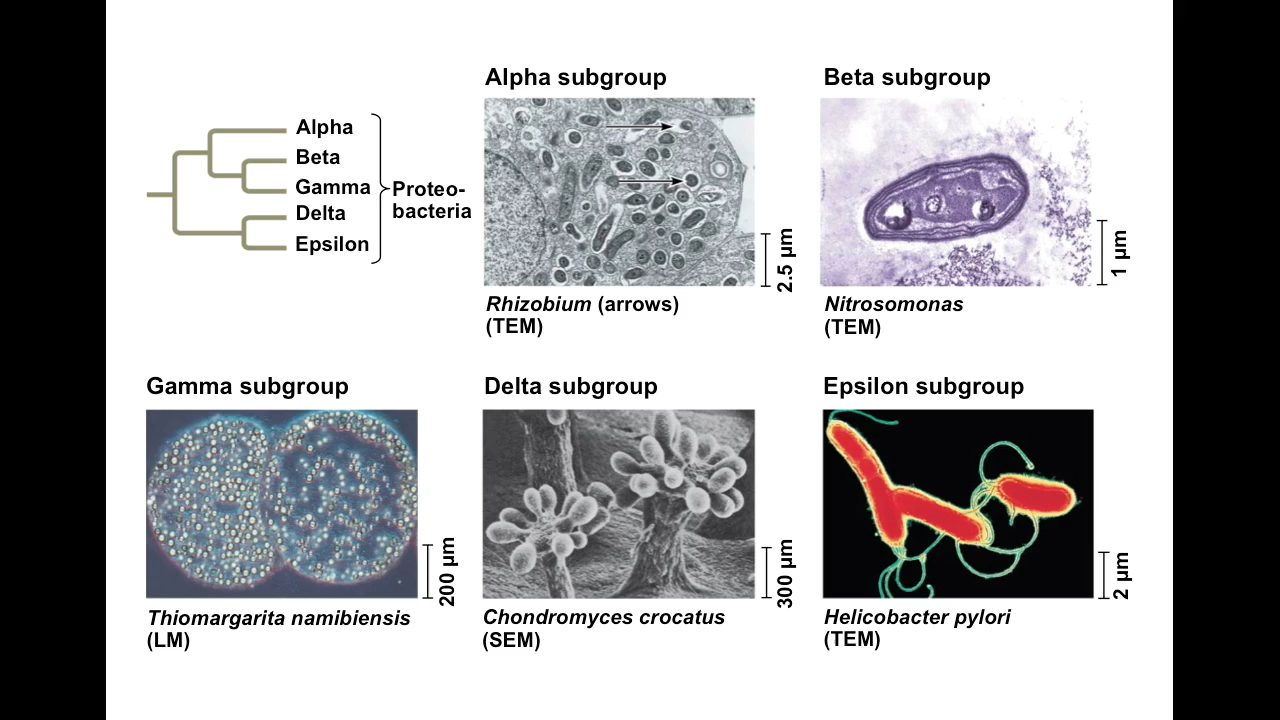 Alpha
Beta
Gamma
Delta
Epsilon
Proteo-
bacteria
Alpha subgroup
2.5 µm
Rhizobium (arrows)
(TEM)
Beta subgroup
1 µm
Nitrosomonas
(TEM)
Gamma subgroup
200 µm
Thiomargarita namibiensis
(LM)
Delta subgroup
300 µm
Chondromyces crocatus
(SEM)
Epsilon subgroup
2 µm
Helicobacter pylori
(TEM)